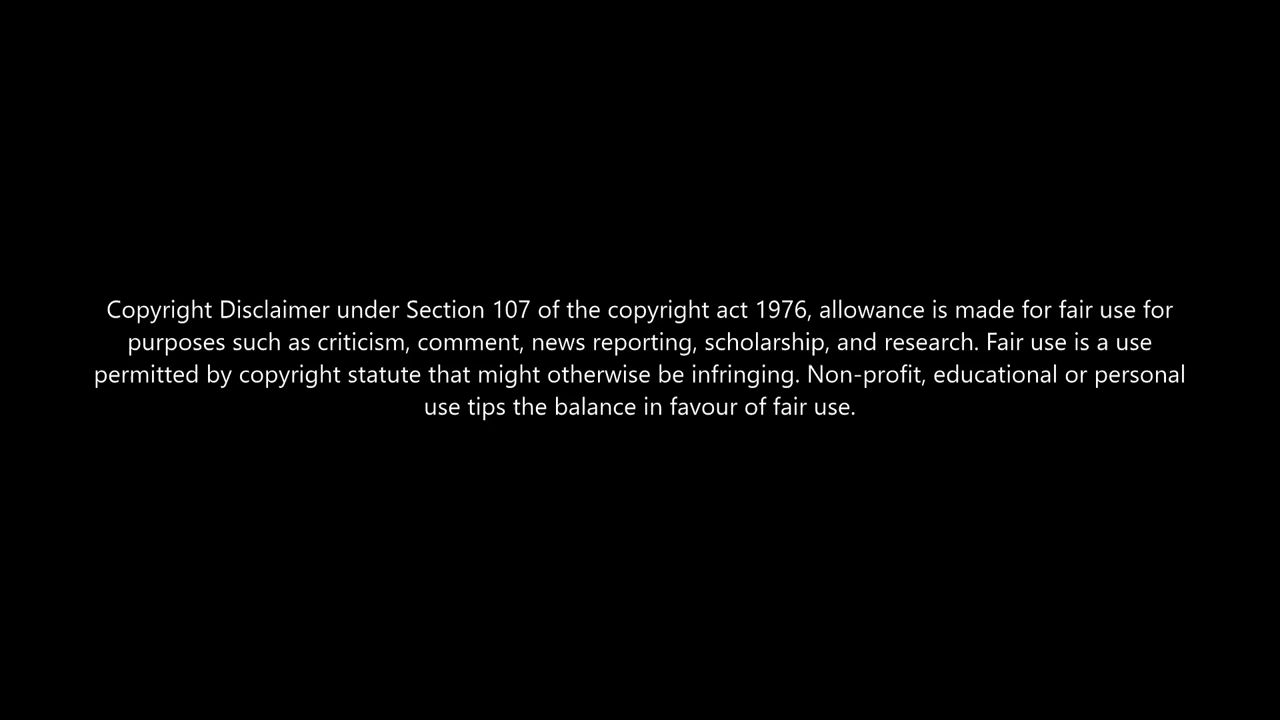 Copyright Disclaimer under Section 107 of the copyright act 1976, allowance is made for fair use for
purposes such as criticism, comment, news reporting, scholarship, and research. Fair use is a use
permitted by copyright statute that might otherwise be infringing. Non-profit, educational or personal
use tips the balance in favour of fair use.